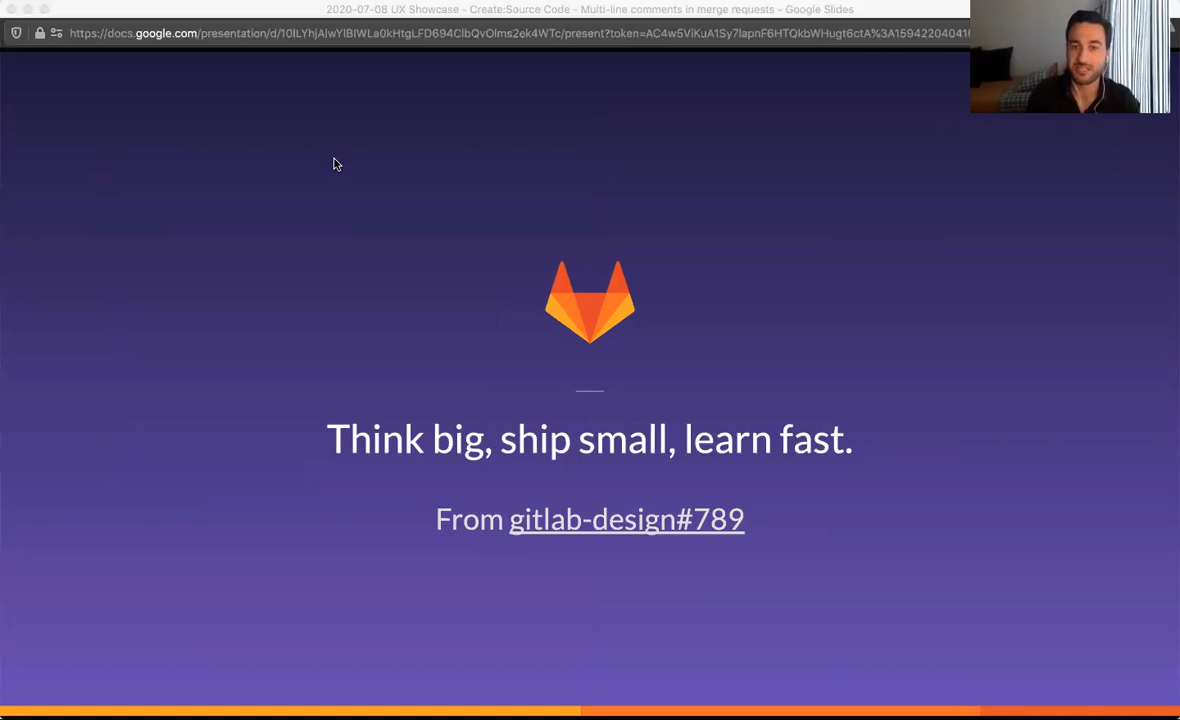 2020-07-08 UX Showcase - Create:Source Code - Multi-line comments in merge requests - Google Slides
Think big, ship small, learn fast.
From gitlab-design#789